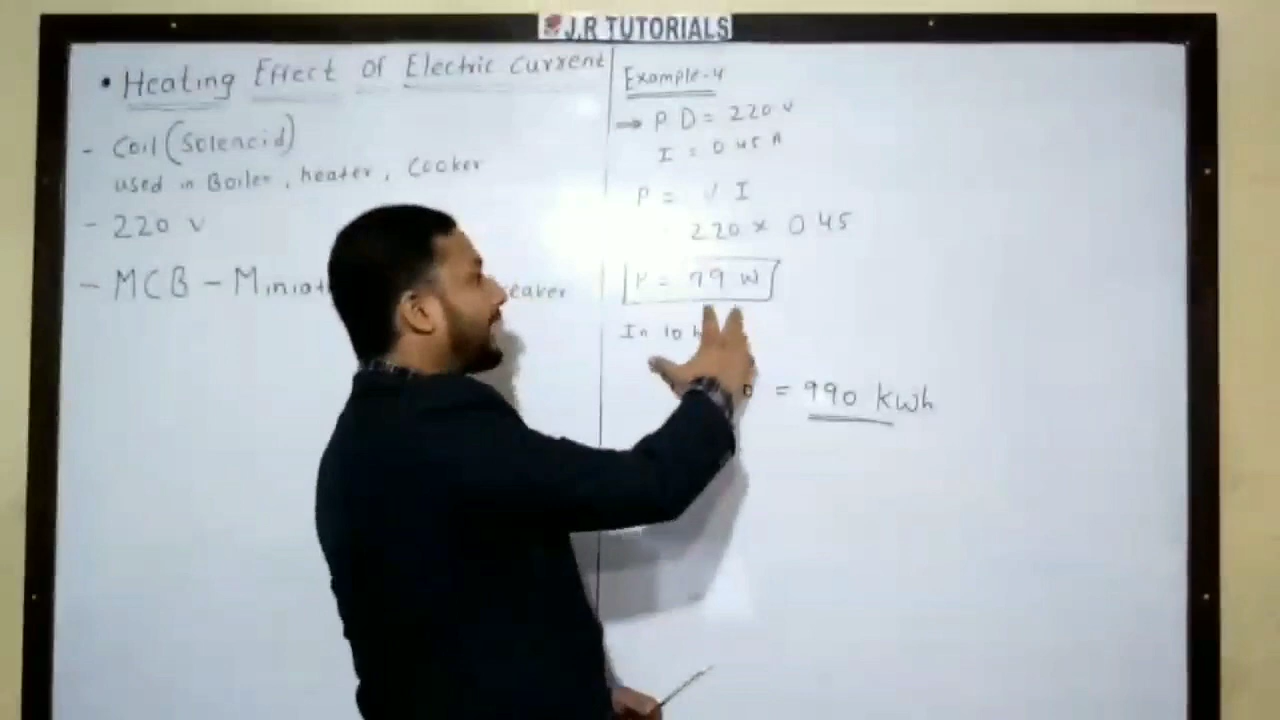 J.R TUTORIALS
• Heating Effect Of Electric Current
- Coil (Solenoid)
used in Boiler, heater, Cooker
- 220 V
- MCB - Miniat
eaker
Example-4
⇒ P D = 220 V
I = 0.45 A
P = V I
220 × 0.45
P = 99 W
In 10 h
0 = 990 kwh